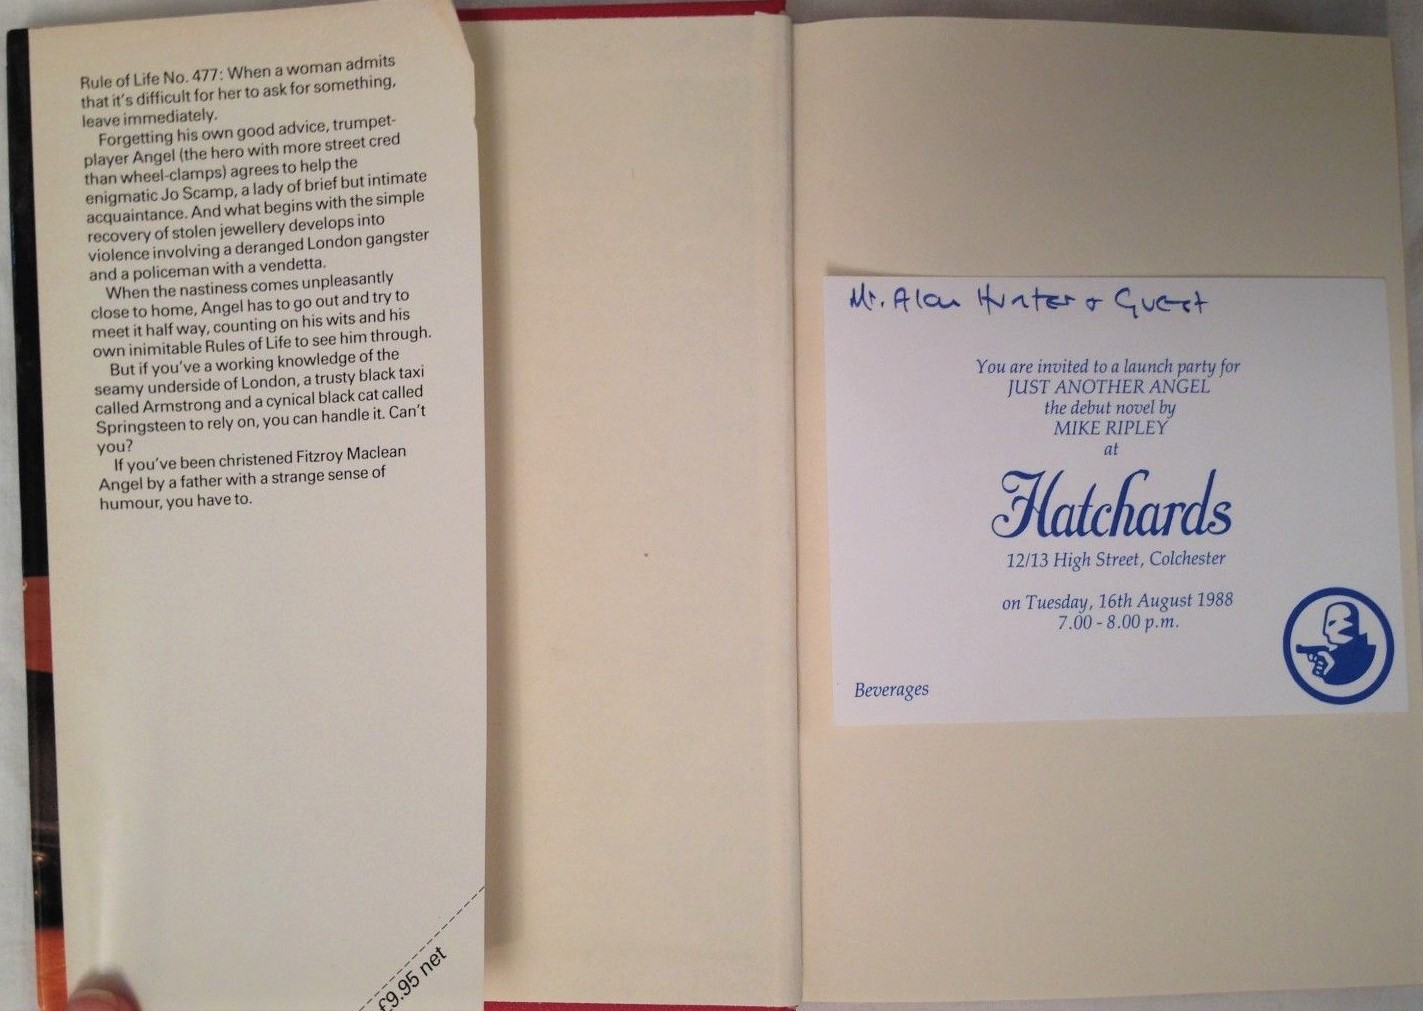 Rule of Life No. 477: When a woman admits
that it's difficult for her to ask for something,
leave immediately.
Forgetting his own good advice, trumpet-
player Angel (the hero with more street cred
than wheel-clamps) agrees to help the
enigmatic Jo Scamp, a lady of brief but intimate
acquaintance. And what begins with the simple
recovery of stolen jewellery develops into
violence involving a deranged London gangster
and a policeman with a vendetta.
When the nastiness comes unpleasantly
close to home, Angel has to go out and try to
meet it half way, counting on his wits and his
own inimitable Rules of Life to see him through.
But if you've a working knowledge of the
seamy underside of London, a trusty black taxi
called Armstrong and a cynical black cat called
Springsteen to rely on, you can handle it. Can't
you?
If you've been christened Fitzroy Maclean
Angel by a father with a strange sense of
humour, you have to.
£9.95 net
Mr. Alan Hunter & Guest
You are invited to a launch party for
JUST ANOTHER ANGEL
the debut novel by
MIKE RIPLEY
at
Hatchards
12/13 High Street, Colchester
on Tuesday, 16th August 1988
7.00 - 8.00 p.m.
Beverages